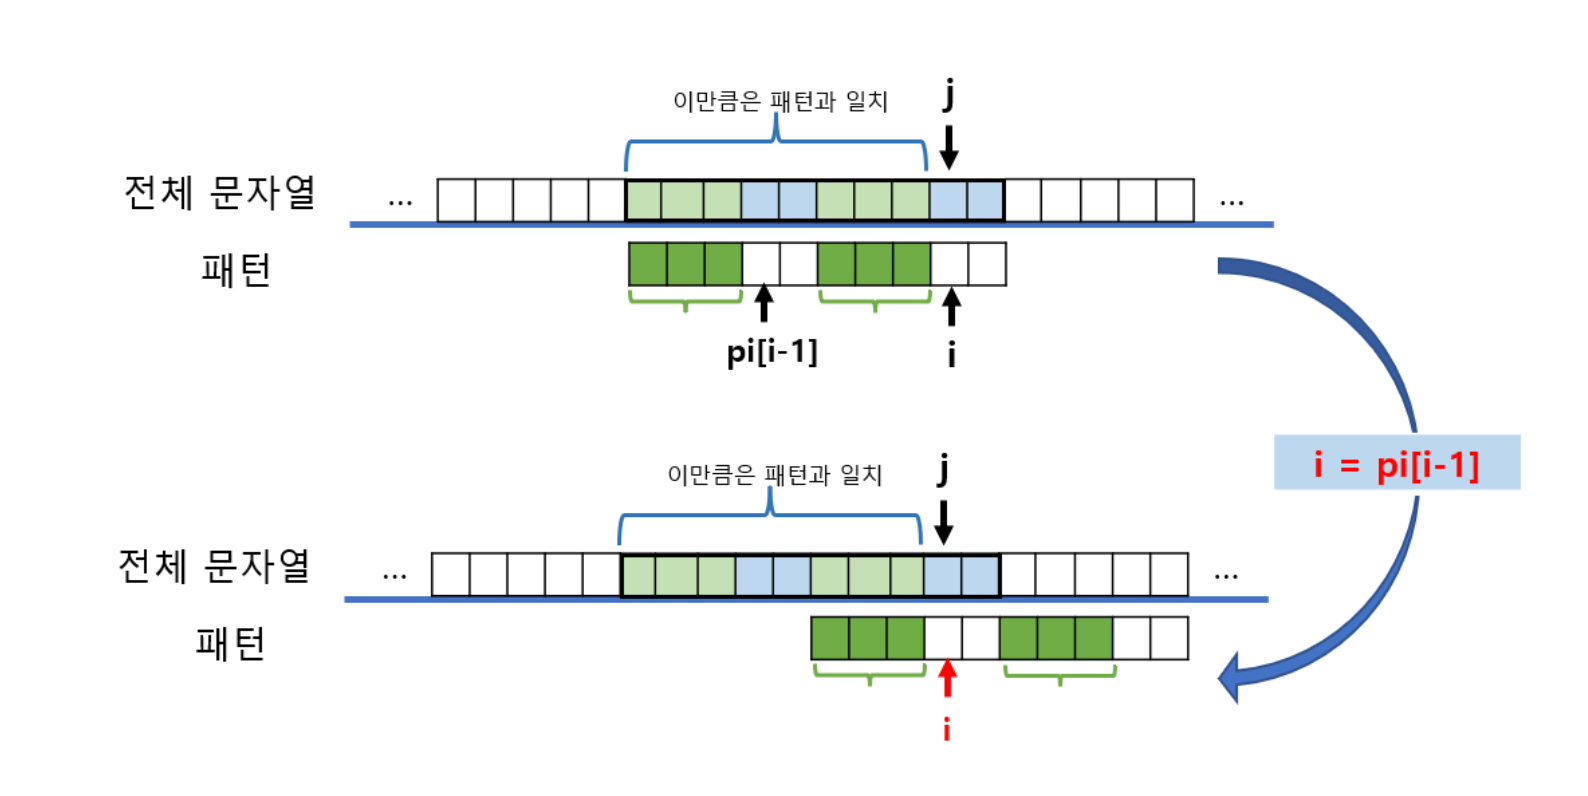 이만큼은 패턴과 일치
j
전체 문자열
...
...
패턴
pi[i-1]
i
i = pi[i-1]
이만큼은 패턴과 일치
j
전체 문자열
...
...
패턴
i